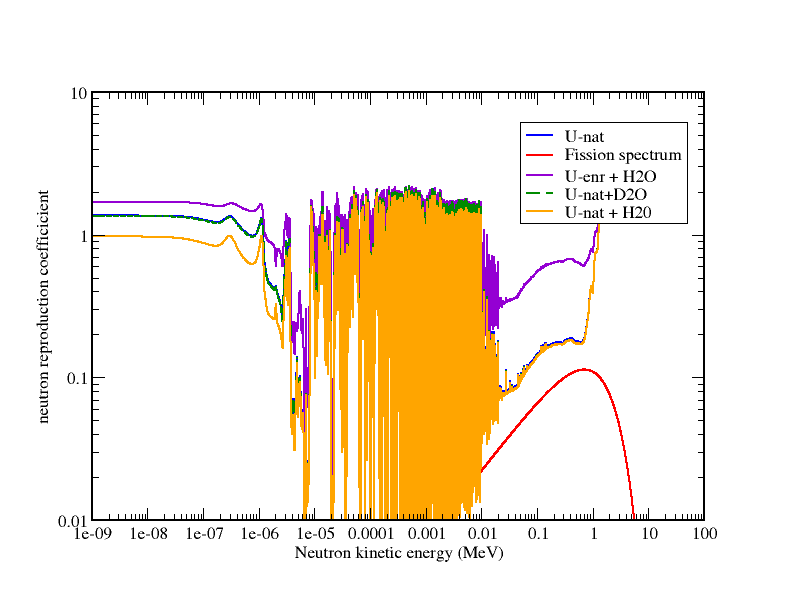 10
1
0.1
0.01
neutron reproduction coefficicient
U-nat
Fission spectrum
U-enr + H2O
U-nat+D2O
U-nat + H20
1e-09 1e-08 1e-07 1e-06 1e-05 0.0001 0.001 0.01 0.1 1 10 100
Neutron kinetic energy (MeV)